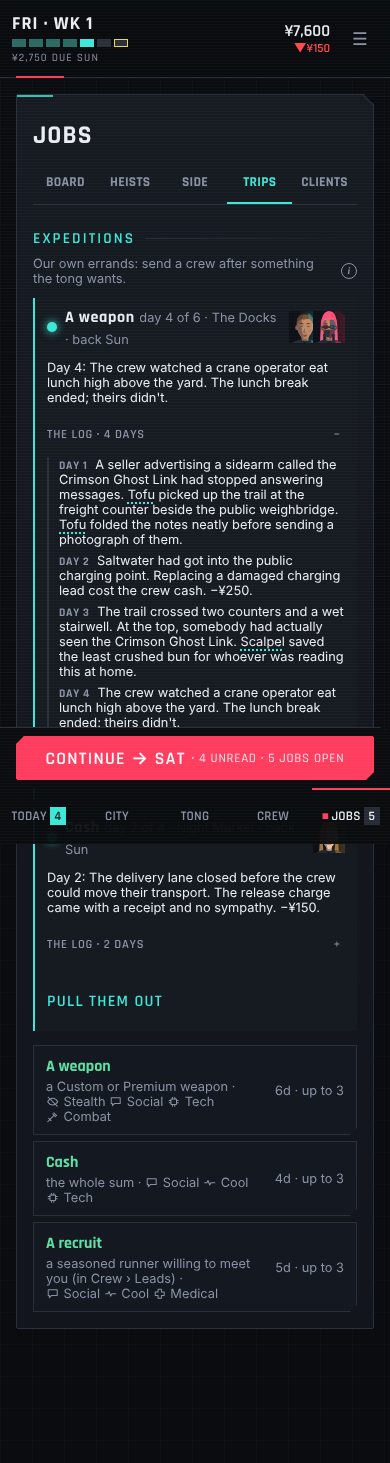 FRI · WK 1
¥2,750 DUE SUN
¥7,600
▼¥150
☰
JOBS
BOARD HEISTS SIDE TRIPS CLIENTS
EXPEDITIONS
Our own errands: send a crew after something
the tong wants.
i
A weapon day 4 of 6 · The Docks
· back Sun
Day 4: The crew watched a crane operator eat
lunch high above the yard. The lunch break
ended; theirs didn't.
THE LOG · 4 DAYS −
DAY 1 A seller advertising a sidearm called the
Crimson Ghost Link had stopped answering
messages. Tofu picked up the trail at the
freight counter beside the public weighbridge.
Tofu folded the notes neatly before sending a
photograph of them.
DAY 2 Saltwater had got into the public
charging point. Replacing a damaged charging
lead cost the crew cash. −¥250.
DAY 3 The trail crossed two counters and a wet
stairwell. At the top, somebody had actually
seen the Crimson Ghost Link. Scalpel saved
the least crushed bun for whoever was reading
this at home.
DAY 4 The crew watched a crane operator eat
lunch high above the yard. The lunch break
ended; theirs didn't.
CONTINUE → SAT · 4 UNREAD · 5 JOBS OPEN
TODAY 4 CITY TONG CREW JOBS 5
Cash
Sun
Day 2: The delivery lane closed before the crew
could move their transport. The release charge
came with a receipt and no sympathy. −¥150.
THE LOG · 2 DAYS +
PULL THEM OUT
A weapon
a Custom or Premium weapon ·
Stealth Social Tech
Combat
6d · up to 3
Cash
the whole sum · Social Cool
Tech
4d · up to 3
A recruit
a seasoned runner willing to meet
you (in Crew › Leads) ·
Social Cool Medical
5d · up to 3